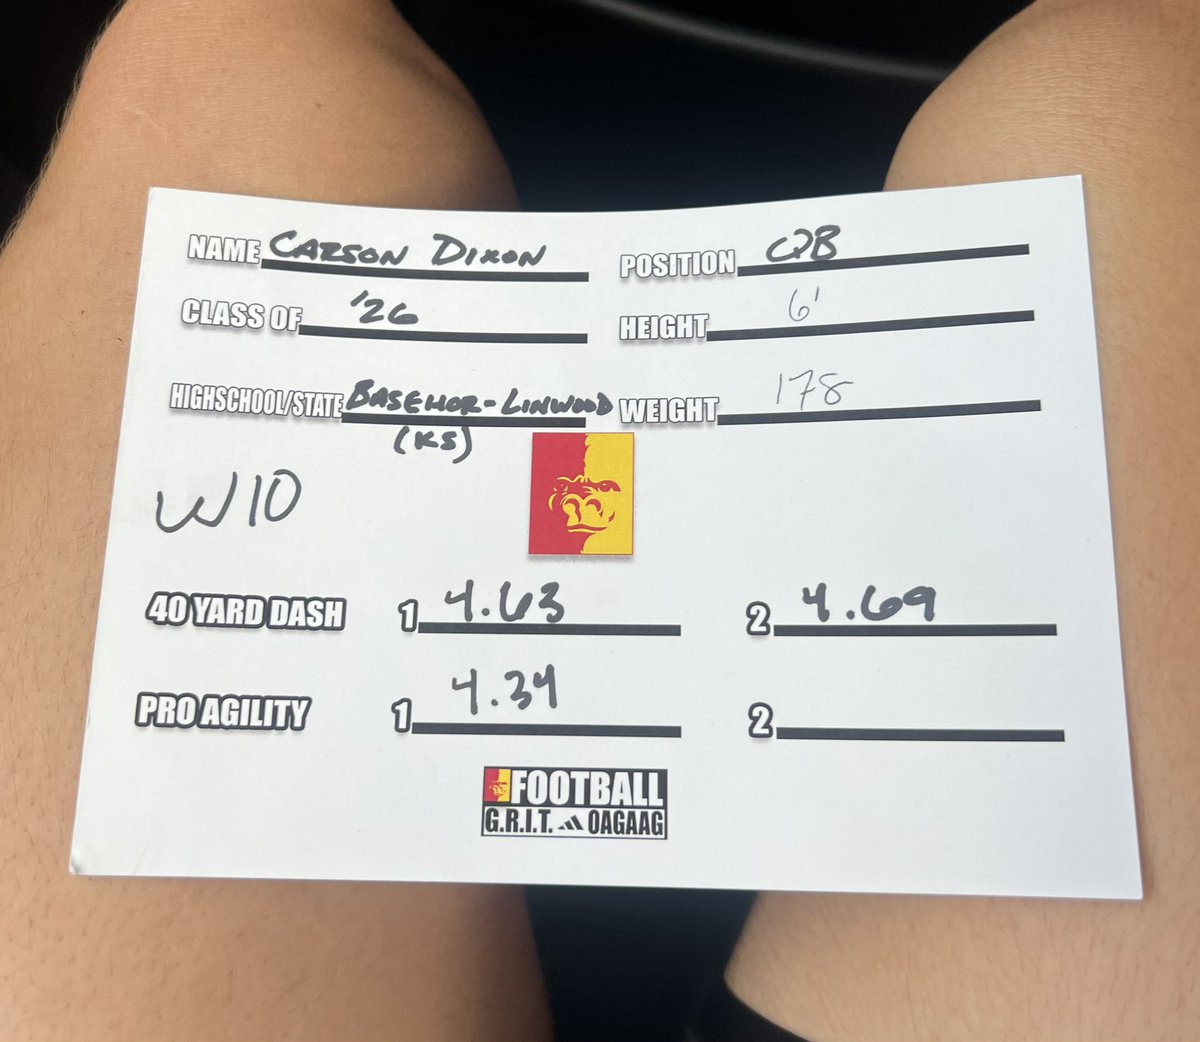 NAME CARSON DIXON POSITION QB
CLASS OF '26 HEIGHT 6'
HIGHSCHOOL/STATE BASEHOR-LINWOOD WEIGHT 178
(KS)
W10
40 YARD DASH 1 4.63 2 4.69
PRO AGILITY 1 4.34 2
FOOTBALL
G.R.I.T. OAGAAG